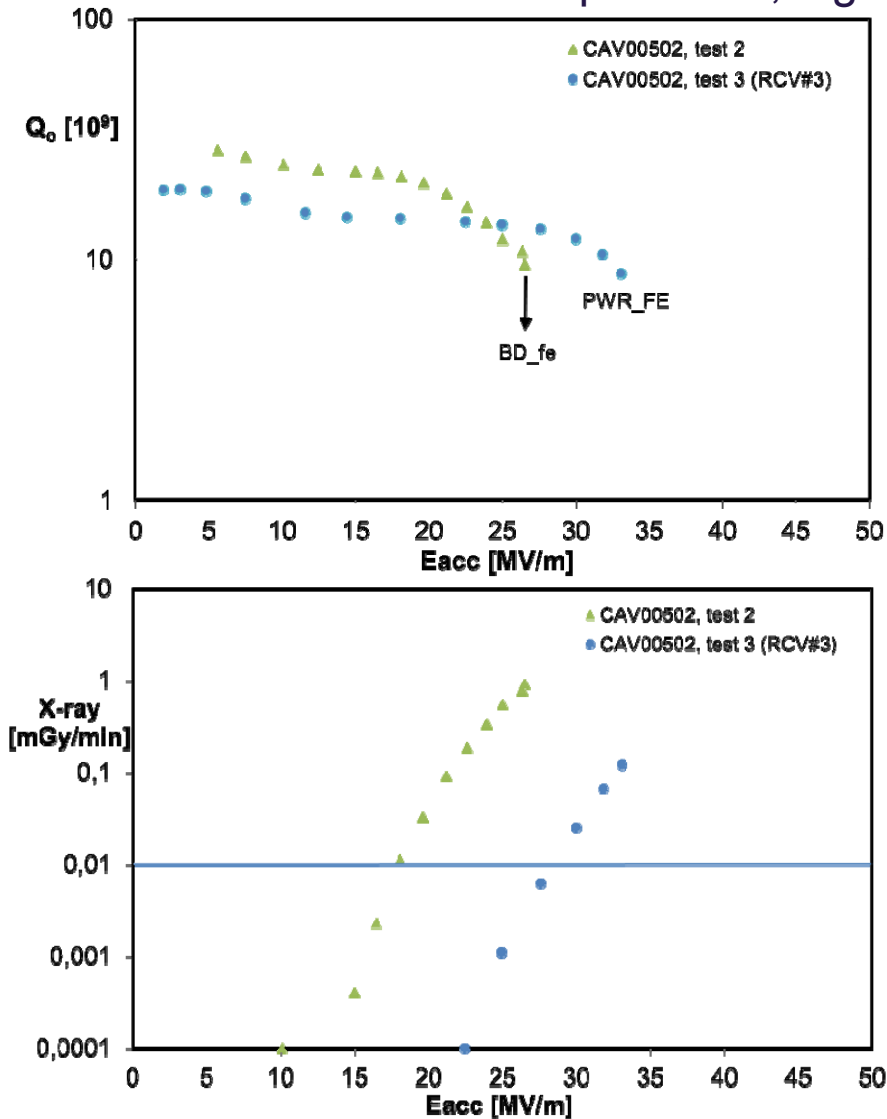 100
CAV00502, test 2
CAV00502, test 3 (RCV#3)
Q₀ [10⁹]
10
PWR_FE
BD_fe
1
0 5 10 15 20 25 30 35 40 45 50
Eacc [MV/m]
10
CAV00502, test 2
CAV00502, test 3 (RCV#3)
1
X-ray
[mGy/min]
0,1
0,01
0,001
0,0001
0 5 10 15 20 25 30 35 40 45 50
Eacc [MV/m]